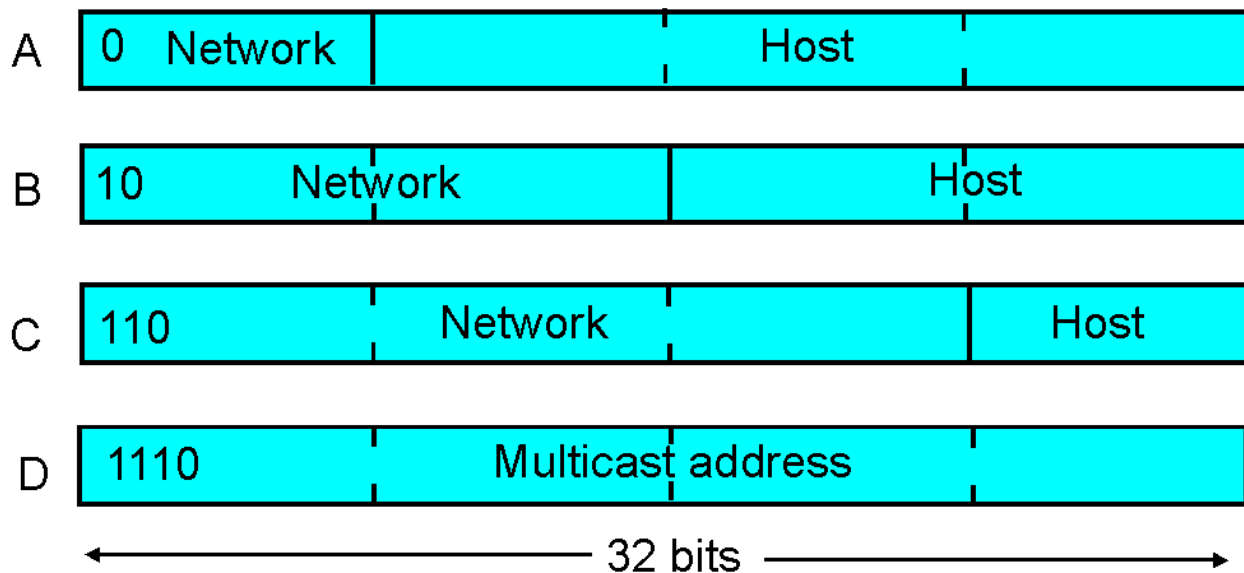 A 0 Network Host
B 10 Network Host
C 110 Network Host
D 1110 Multicast address
32 bits